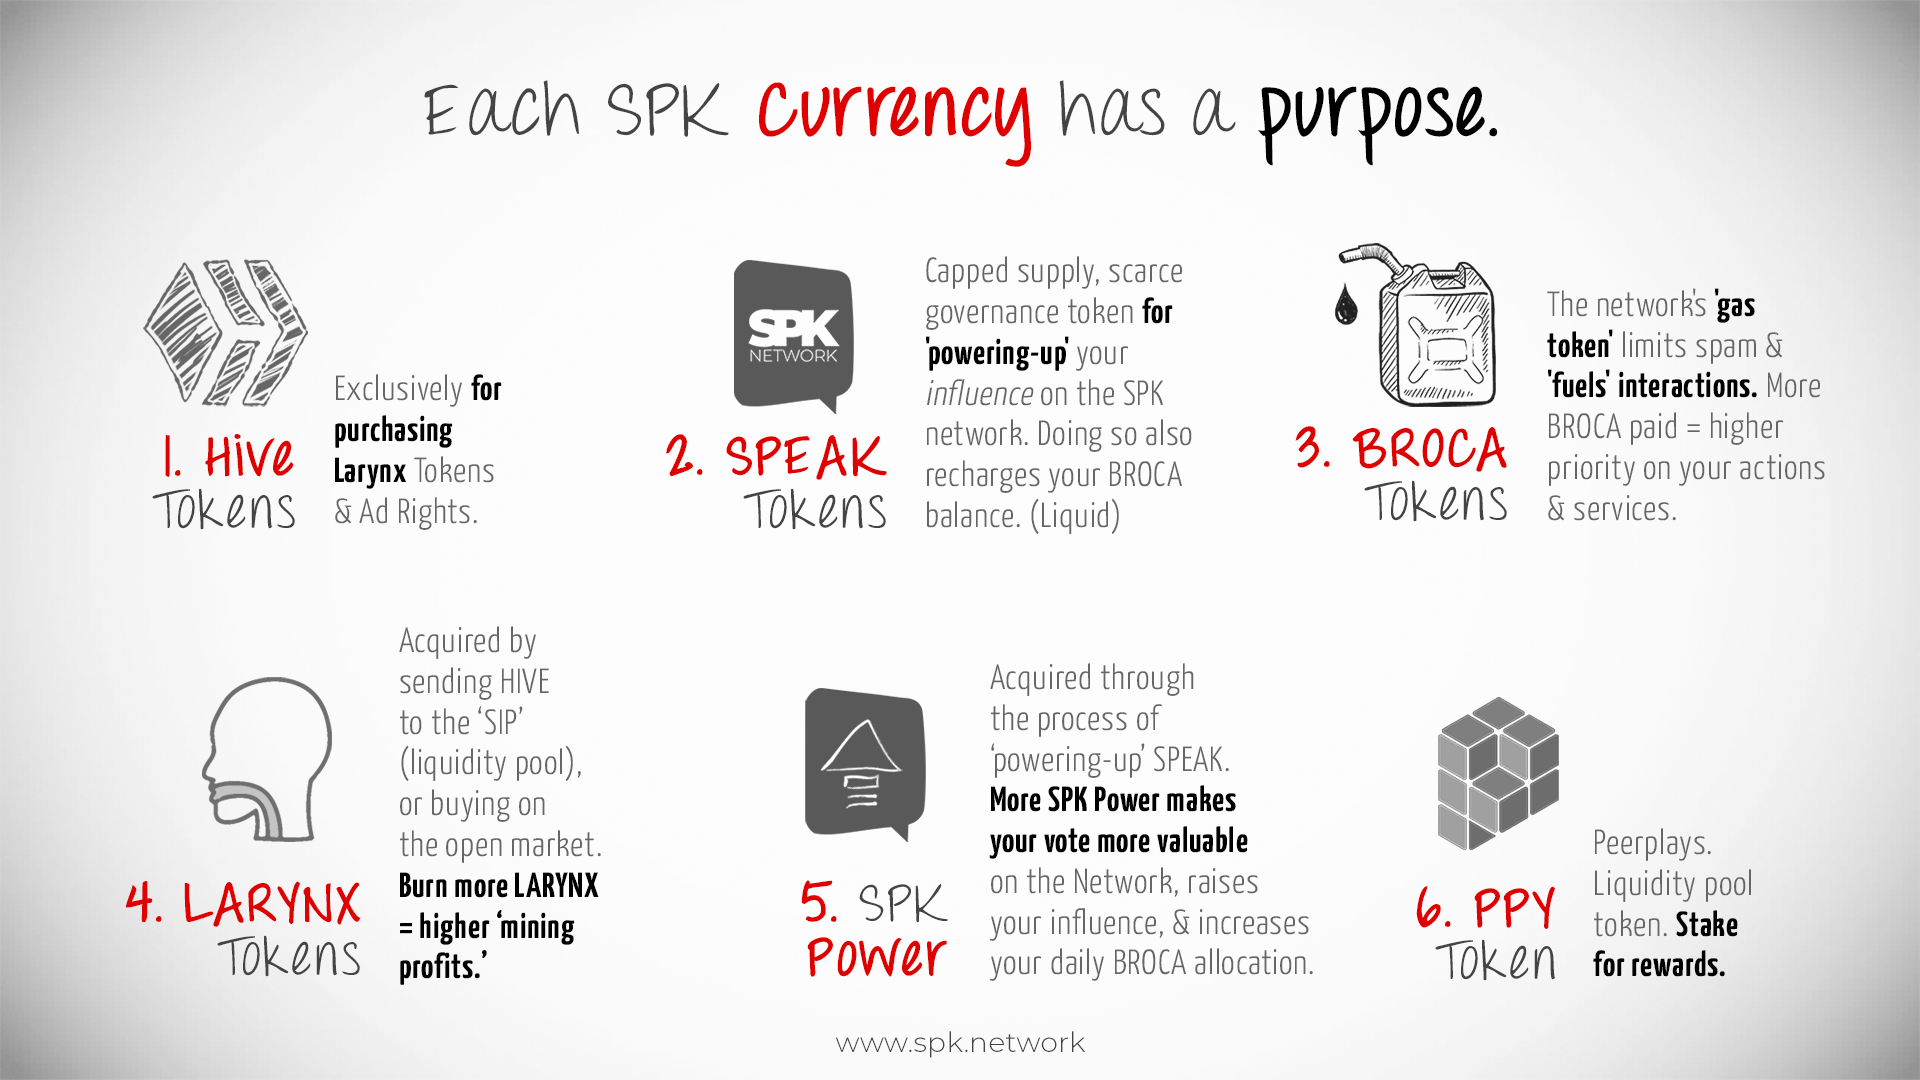 Each SPK Currency has a purpose.
Exclusively for
purchasing
Larynx Tokens
& Ad Rights.
1. Hive
Tokens
SPK
NETWORK
Capped supply, scarce
governance token for
'powering-up' your
influence on the SPK
network. Doing so also
recharges your BROCA
balance. (Liquid)
2. SPEAK
Tokens
The network's 'gas
token' limits spam &
'fuels' interactions. More
BROCA paid = higher
priority on your actions
& services.
3. BROCA
Tokens
Acquired by
sending HIVE
to the ‘SIP’
(liquidity pool),
or buying on
the open market.
Burn more LARYNX
= higher ‘mining
profits.’
4. LARYNX
Tokens
Acquired through
the process of
‘powering-up’ SPEAK.
More SPK Power makes
your vote more valuable
on the Network, raises
your influence, & increases
your daily BROCA allocation.
5. SPK
Power
Peerplays.
Liquidity pool
token. Stake
for rewards.
6. PPY
Token
www.spk.network